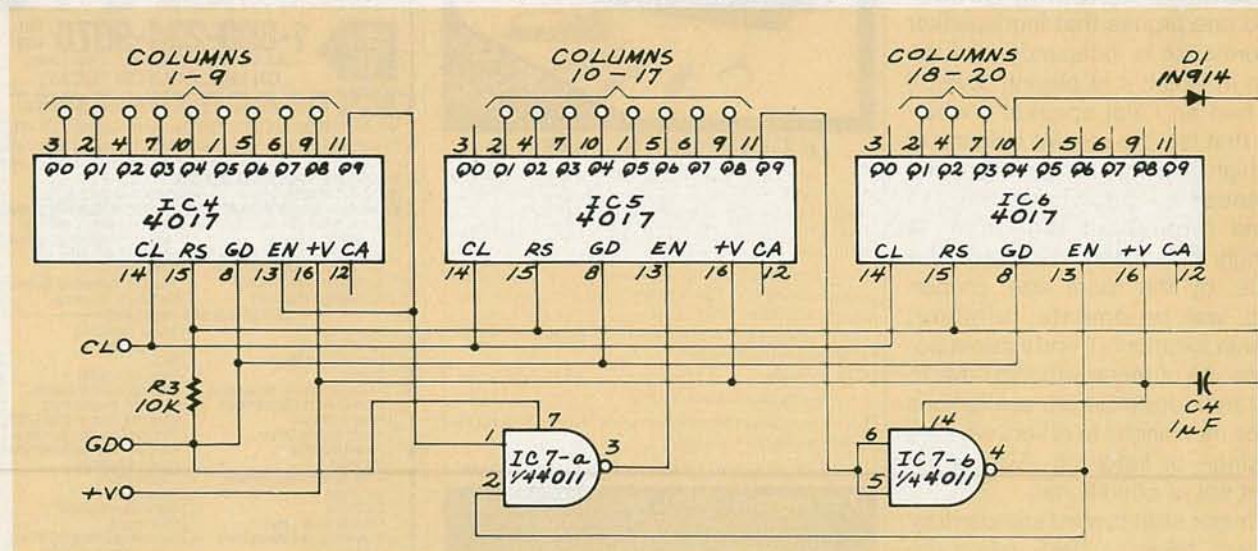 COLUMNS
1-9
COLUMNS
10-17
COLUMNS
18-20
D1
1N914
3 2 4 7 10 1 5 6 9 11
Q0 Q1 Q2 Q3 Q4 Q5 Q6 Q7 Q8 Q9
IC4
4017
CL RS GD EN +V CA
14 15 8 13 16 12
3 2 4 7 10 1 5 6 9 11
Q0 Q1 Q2 Q3 Q4 Q5 Q6 Q7 Q8 Q9
IC5
4017
CL RS GD EN +V CA
14 15 8 13 16 12
3 2 4 7 10 1 5 6 9 11
Q0 Q1 Q2 Q3 Q4 Q5 Q6 Q7 Q8 Q9
IC6
4017
CL RS GD EN +V CA
14 15 8 13 16 12
CL
R3
10K
GD
+V
1
2
7
3
IC7-a
1/4 4011
6
5
14
4
IC7-b
1/4 4011
C4
1µF